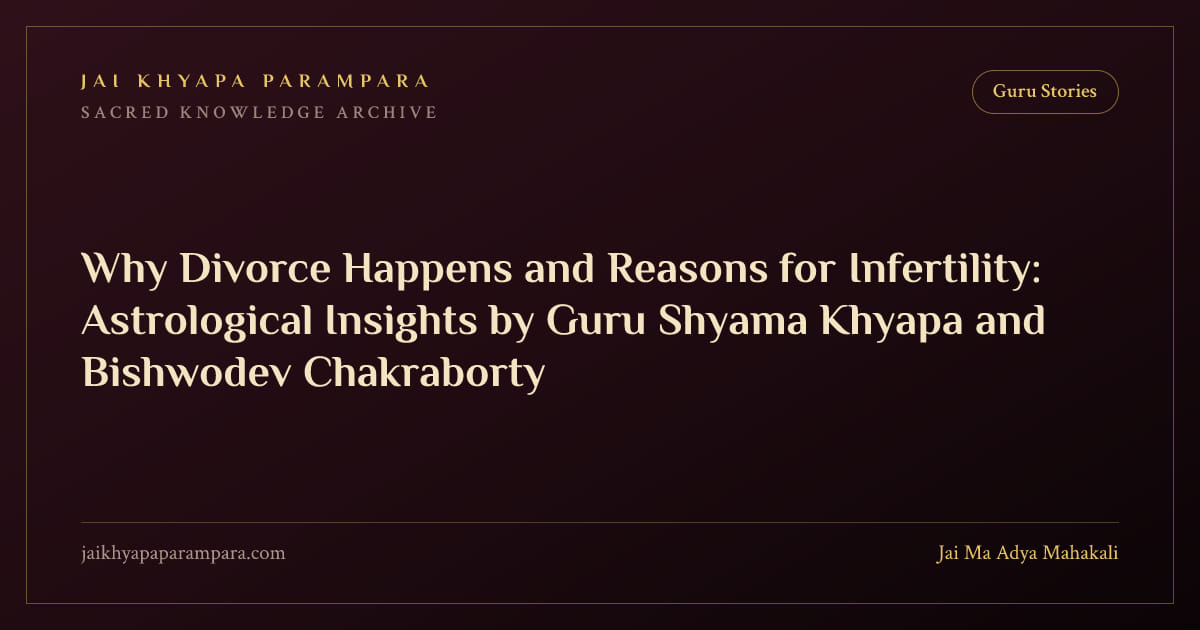 JAI KHYAPA PARAMPARA
SACRED KNOWLEDGE ARCHIVE
Guru Stories
Why Divorce Happens and Reasons for Infertility:
Astrological Insights by Guru Shyama Khyapa and
Bishwodev Chakraborty
jaikhyapaparampara.com
Jai Ma Adya Mahakali